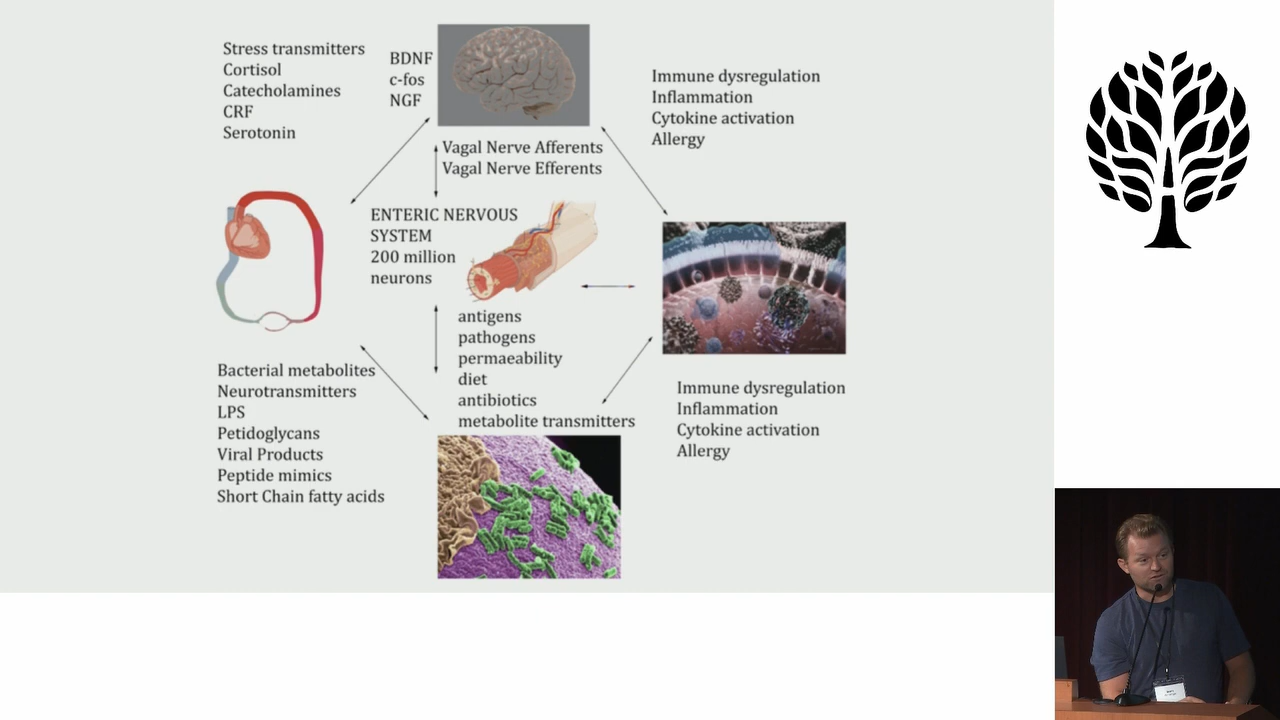 Stress transmitters
Cortisol
Catecholamines
CRF
Serotonin
BDNF
c-fos
NGF
Immune dysregulation
Inflammation
Cytokine activation
Allergy
Vagal Nerve Afferents
Vagal Nerve Efferents
ENTERIC NERVOUS
SYSTEM
200 million
neurons
antigens
pathogens
permaeability
diet
antibiotics
metabolite transmitters
Bacterial metabolites
Neurotransmitters
LPS
Petidoglycans
Viral Products
Peptide mimics
Short Chain fatty acids
Immune dysregulation
Inflammation
Cytokine activation
Allergy